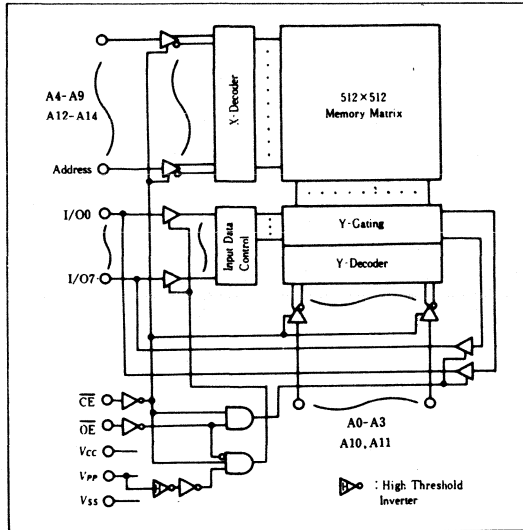 A4-A9
A12-A14
Address
X-Decoder
512×512
Memory Matrix
I/O0
I/O7
Input Data
Control
Y-Gating
Y-Decoder
CE
OE
VCC
VPP
VSS
A0-A3
A10, A11
H
: High Threshold
Inverter